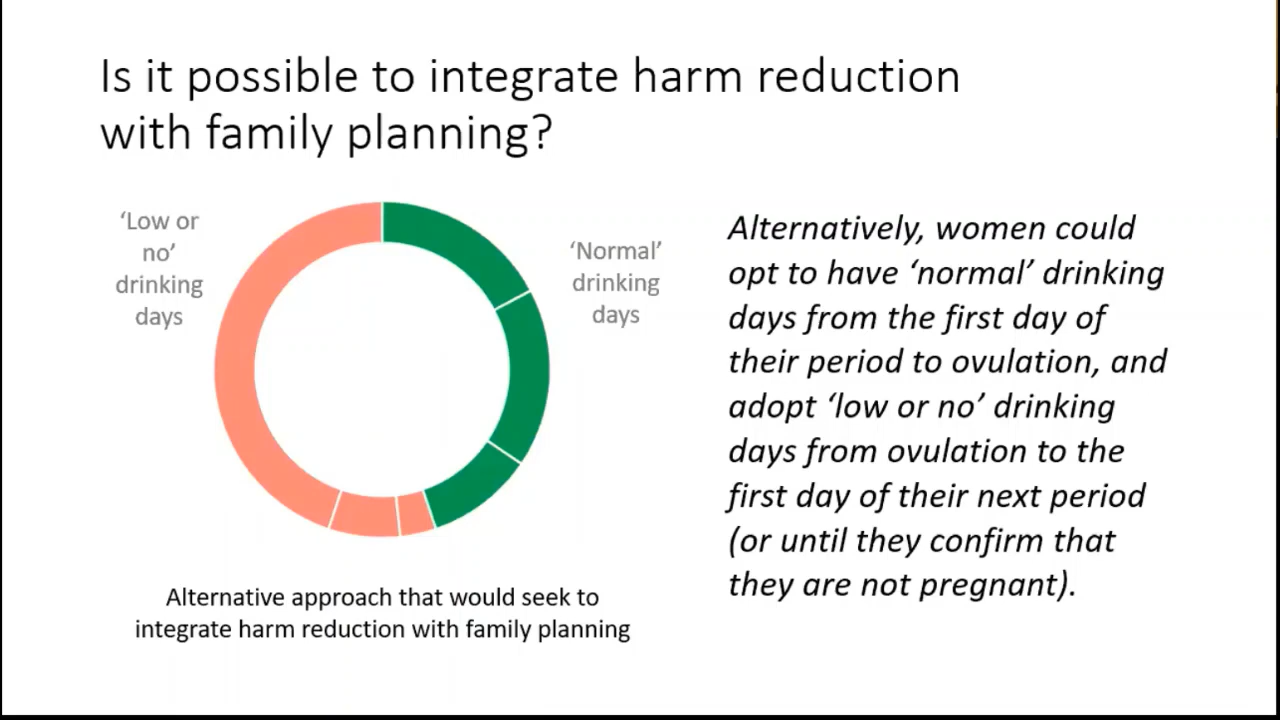 Is it possible to integrate harm reduction
with family planning?
‘Low or
no’
drinking
days
‘Normal’
drinking
days
Alternative approach that would seek to
integrate harm reduction with family planning
Alternatively, women could
opt to have ‘normal’ drinking
days from the first day of
their period to ovulation, and
adopt ‘low or no’ drinking
days from ovulation to the
first day of their next period
(or until they confirm that
they are not pregnant).